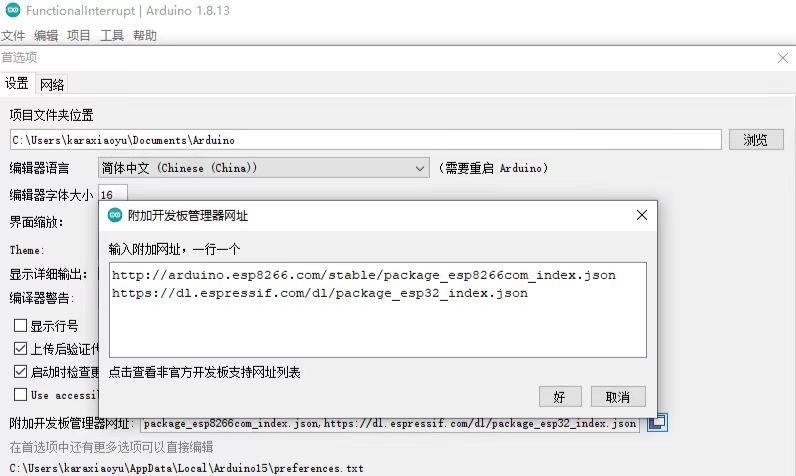 FunctionalInterrupt | Arduino 1.8.13
文件 编辑 项目 工具 帮助
首选项
设置 网络
项目文件夹位置
C:\Users\karaxiaoyu\Documents\Arduino
浏览
编辑器语言 简体中文 (Chinese (China)) (需要重启 Arduino)
编辑器字体大小 16
附加开发板管理器网址
界面缩放:
输入附加网址，一行一个
Theme:
显示详细输出:
http://arduino.esp8266.com/stable/package_esp8266com_index.json
编译器警告:
https://dl.espressif.com/dl/package_esp32_index.json
显示行号
上传后验证
启动时检查
点击查看非官方开发板支持网址列表
Use
好 取消
附加开发板管理器网址: package_esp8266com_index.json,https://dl.espressif.com/dl/package_esp32_index.json
在首选项中还有更多选项可以直接编辑
C:\Users\karaxiaoyu\AppData\Local\Arduino15\preferences.txt